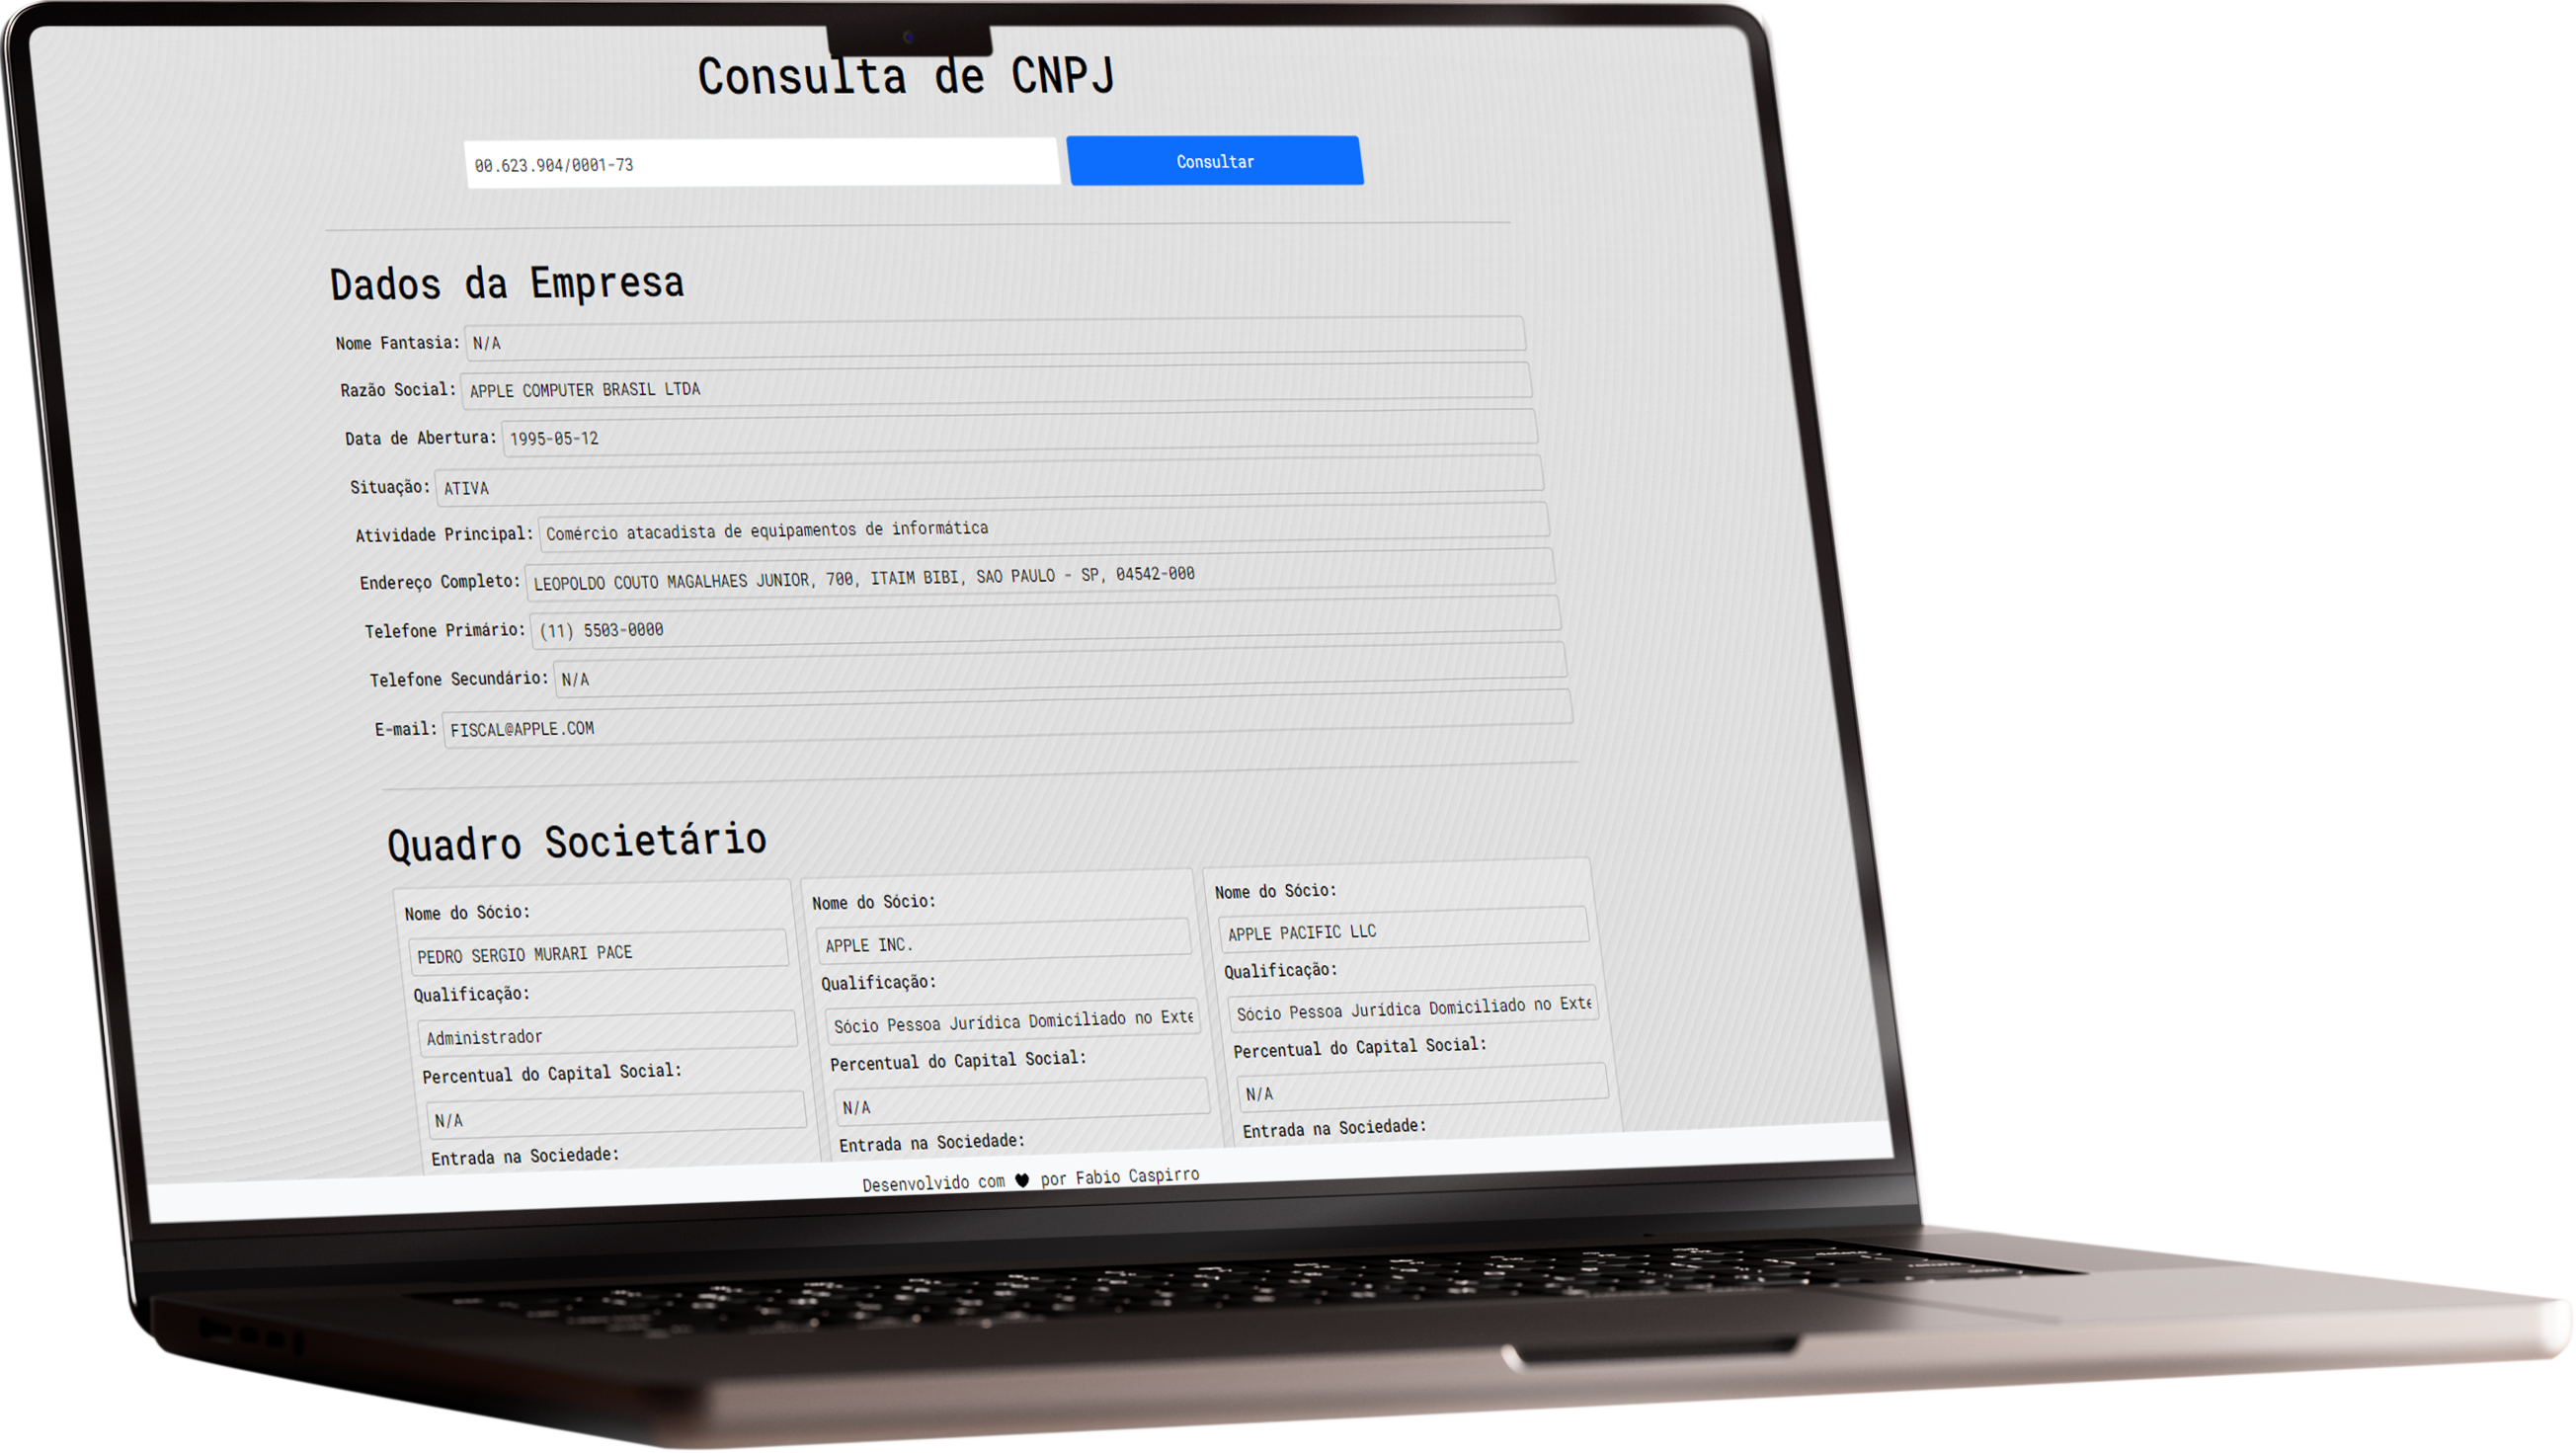 Consulta de CNPJ
00.623.904/0001-73
Consultar
Dados da Empresa
Nome Fantasia: N/A
Razão Social: APPLE COMPUTER BRASIL LTDA
Data de Abertura: 1995-05-12
Situação: ATIVA
Atividade Principal: Comércio atacadista de equipamentos de informática
Endereço Completo: LEOPOLDO COUTO MAGALHAES JUNIOR, 700, ITAIM BIBI, SAO PAULO - SP, 04542-000
Telefone Primário: (11) 5503-0000
Telefone Secundário: N/A
E-mail: FISCAL@APPLE.COM
Quadro Societário
Nome do Sócio:
PEDRO SERGIO MURARI PACE
Qualificação:
Administrador
Percentual do Capital Social:
N/A
Entrada na Sociedade:
Nome do Sócio:
APPLE INC.
Qualificação:
Sócio Pessoa Jurídica Domiciliado no Exte
Percentual do Capital Social:
N/A
Entrada na Sociedade:
Nome do Sócio:
APPLE PACIFIC LLC
Qualificação:
Sócio Pessoa Jurídica Domiciliado no Exte
Percentual do Capital Social:
N/A
Entrada na Sociedade:
Desenvolvido com ♥ por Fabio Caspirro